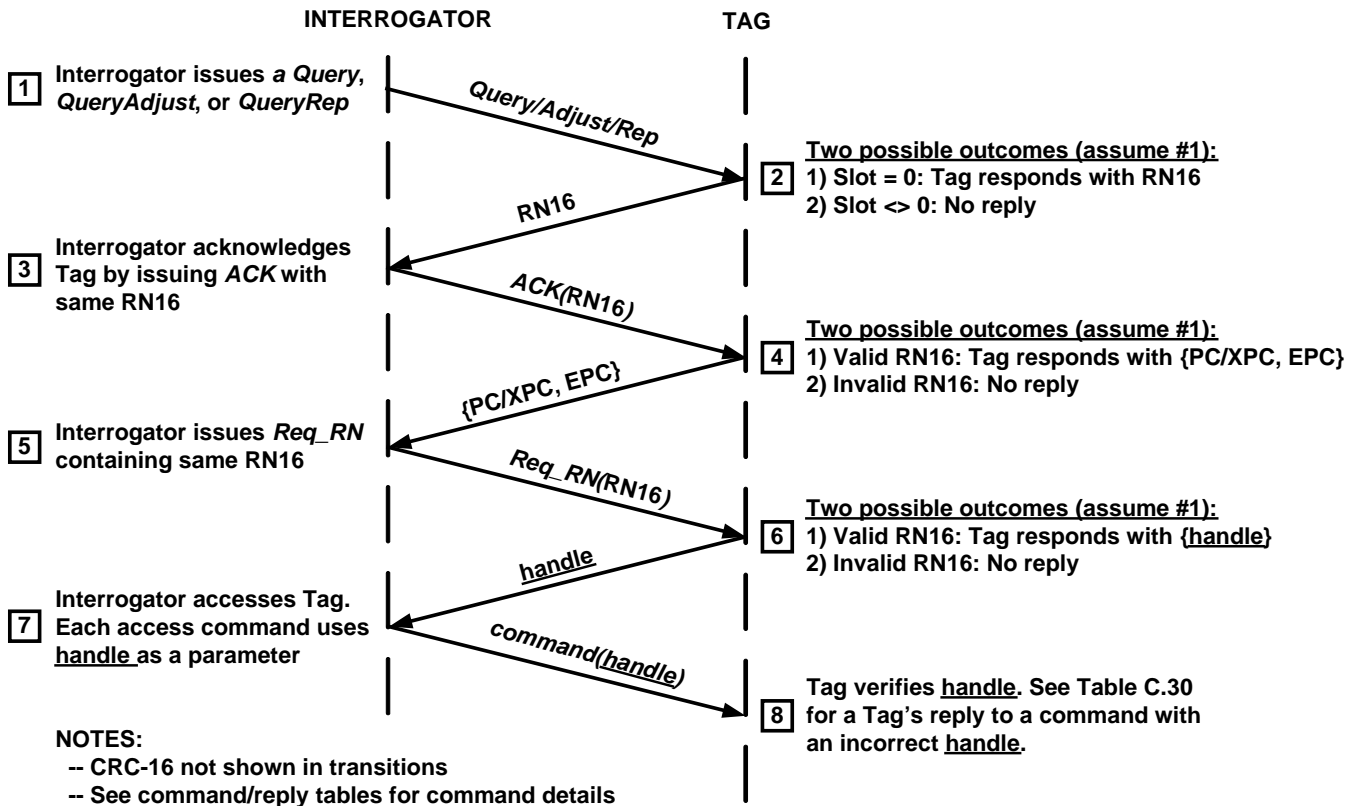 INTERROGATOR
TAG
1
Interrogator issues a Query,
QueryAdjust, or QueryRep
Query/Adjust/Rep
2
Two possible outcomes (assume #1):
1) Slot = 0: Tag responds with RN16
2) Slot <> 0: No reply
RN16
3
Interrogator acknowledges
Tag by issuing ACK with
same RN16
ACK(RN16)
4
Two possible outcomes (assume #1):
1) Valid RN16: Tag responds with {PC/XPC, EPC}
2) Invalid RN16: No reply
{PC/XPC, EPC}
5
Interrogator issues Req_RN
containing same RN16
Req_RN(RN16)
6
Two possible outcomes (assume #1):
1) Valid RN16: Tag responds with {handle}
2) Invalid RN16: No reply
handle
7
Interrogator accesses Tag.
Each access command uses
handle as a parameter
command(handle)
8
Tag verifies handle. See Table C.30
for a Tag's reply to a command with
an incorrect handle.
NOTES:
-- CRC-16 not shown in transitions
-- See command/reply tables for command details